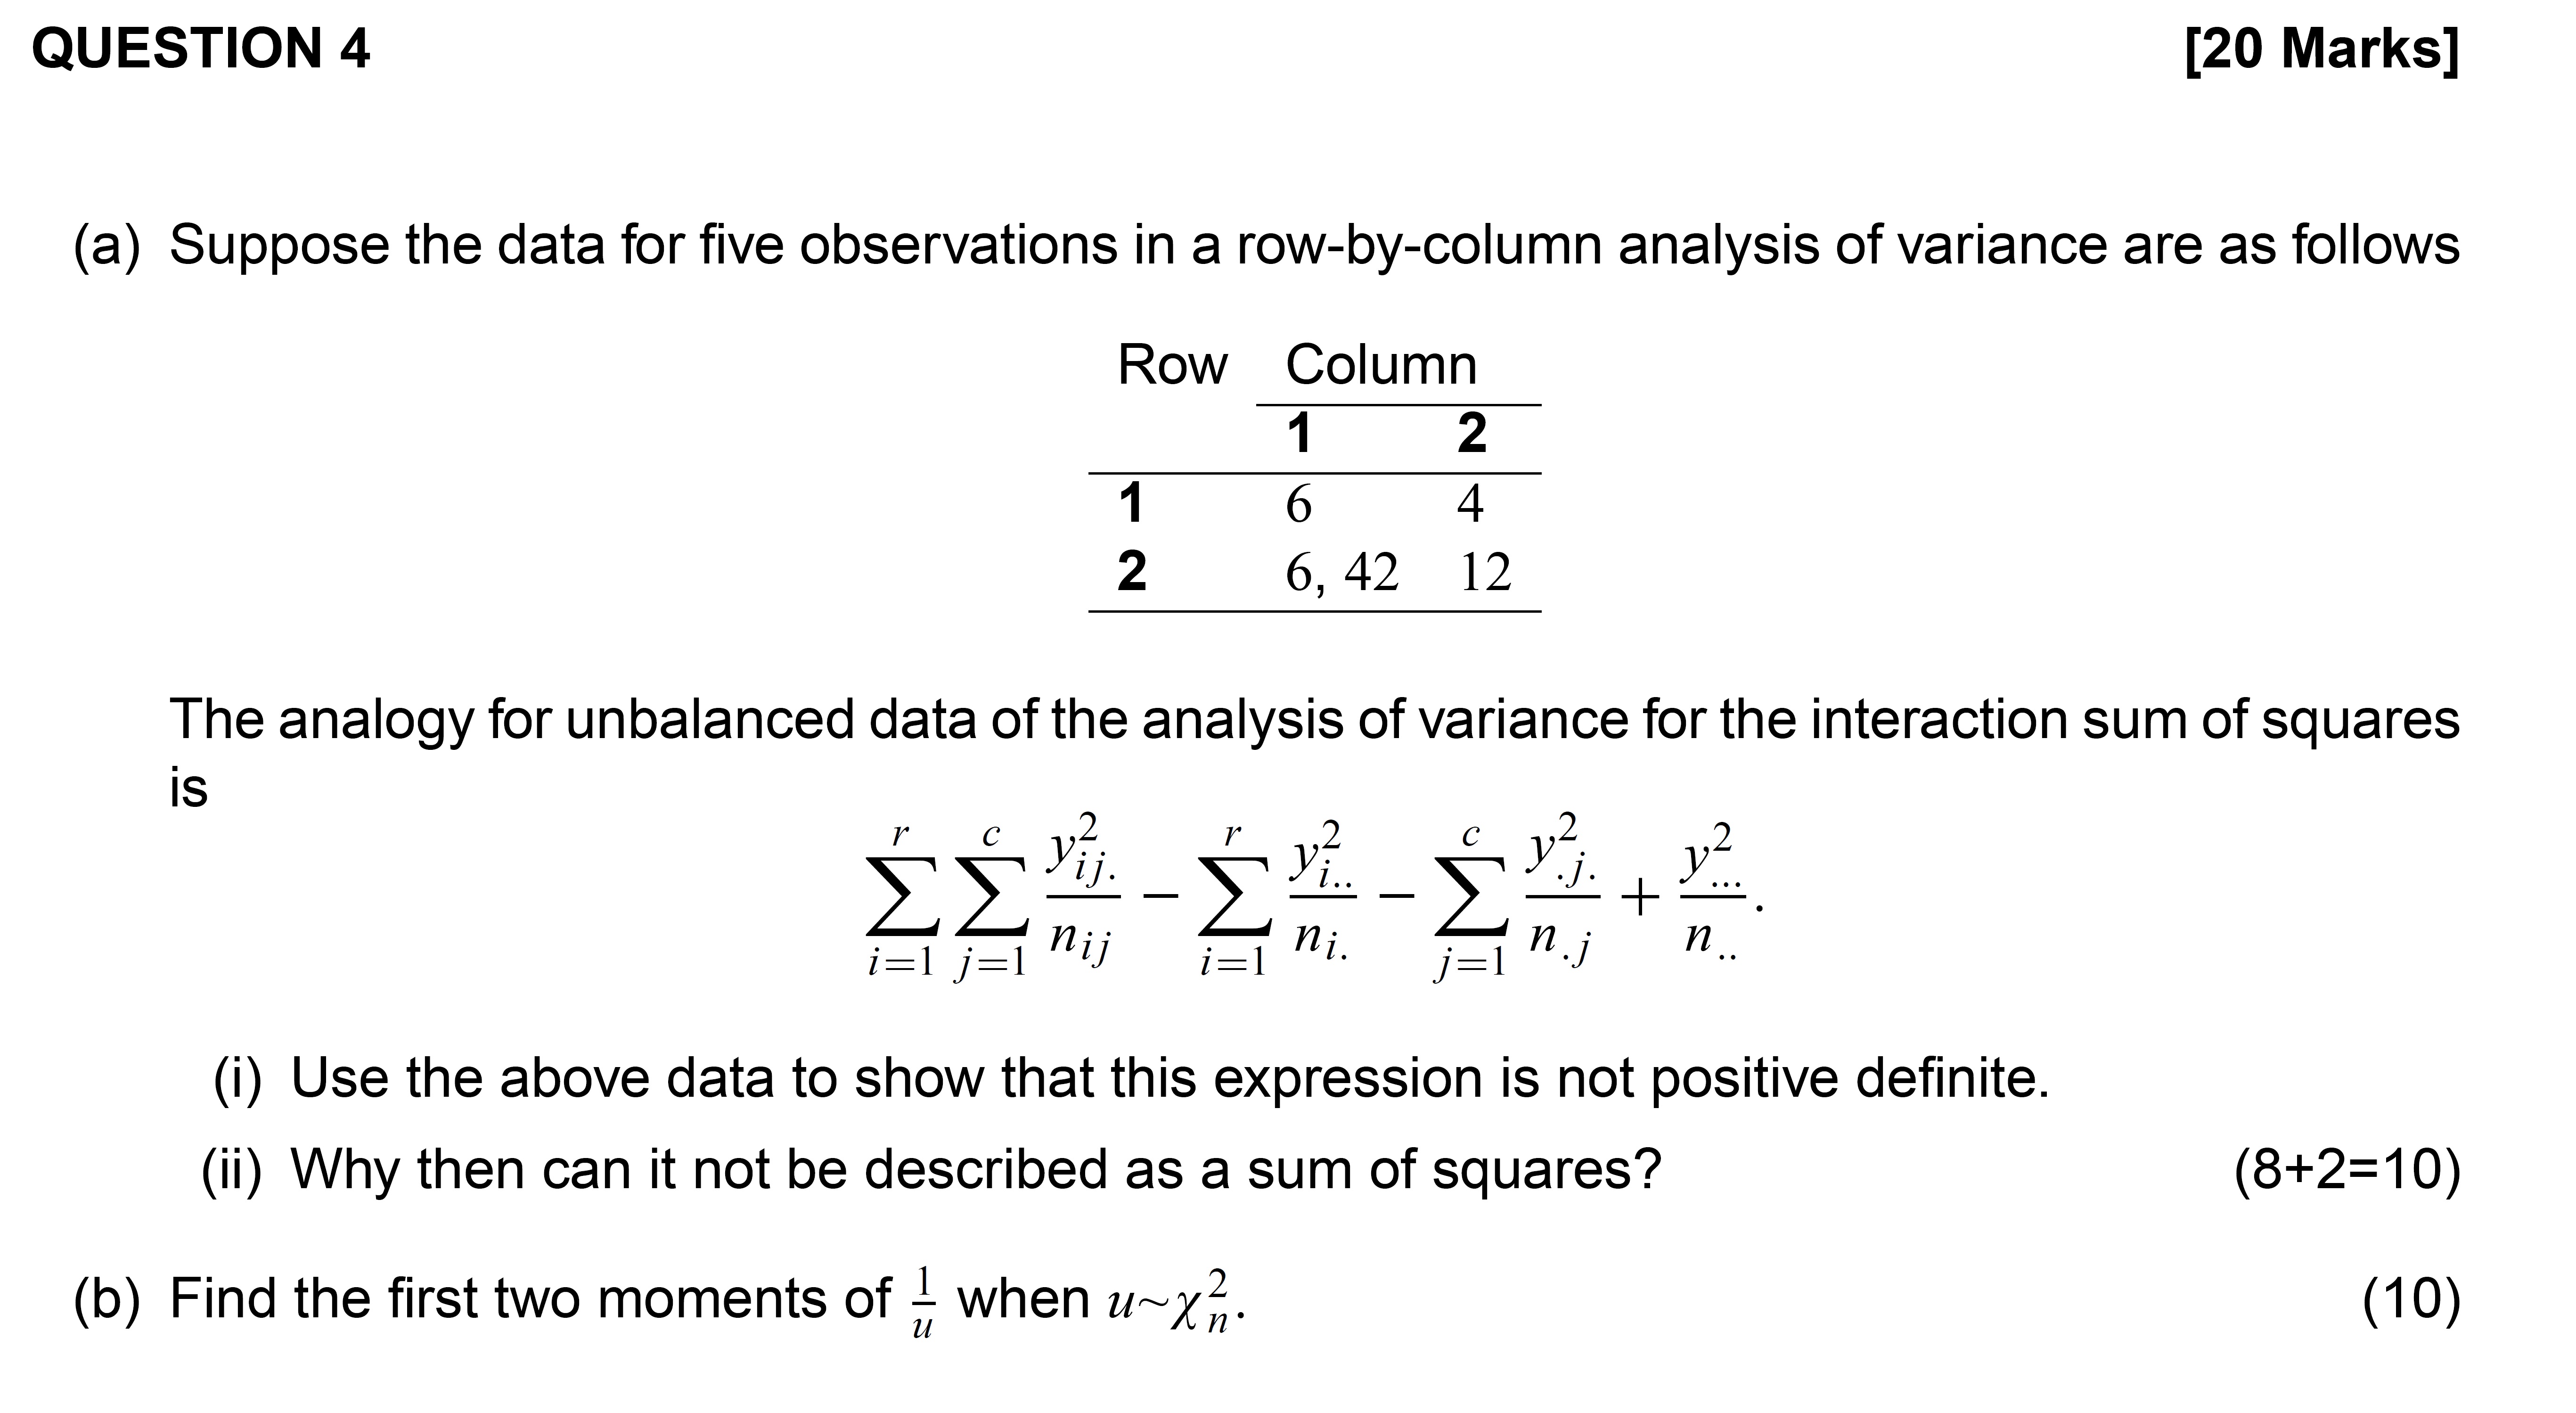 QUESTION 4 [20 Marks]
(a) Suppose the data for five observations in a row-by-column analysis of variance are as follows
Row Column
1 2
1 6 4
2 6, 42 12
The analogy for unbalanced data of the analysis of variance for the interaction sum of squares
is
$\sum_{i=1}^{r} \sum_{j=1}^{c} \frac{y_{ij.}^2}{n_{ij}} - \sum_{i=1}^{r} \frac{y_{i..}^2}{n_{i.}} - \sum_{j=1}^{c} \frac{y_{.j.}^2}{n_{.j}} + \frac{y_{...}^2}{n_{..}}.$
(i) Use the above data to show that this expression is not positive definite.
(ii) Why then can it not be described as a sum of squares? (8+2=10)
(b) Find the first two moments of $\frac{1}{u}$ when $u \sim \chi_n^2$. (10)